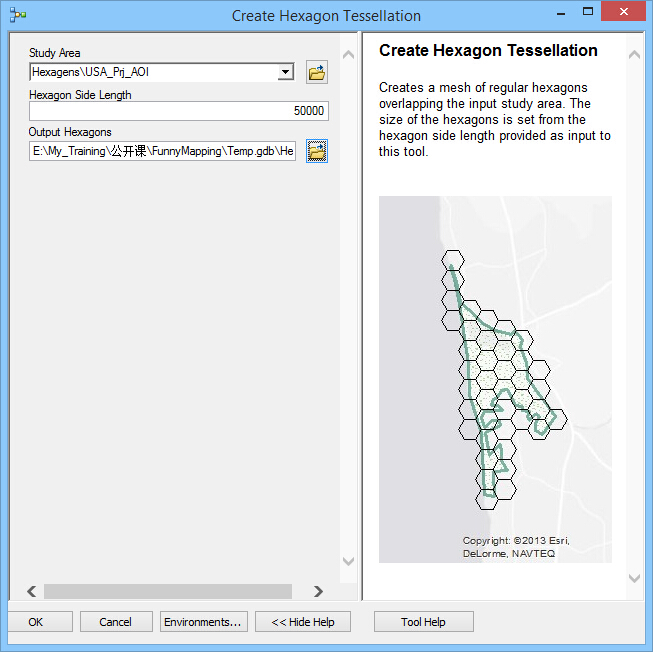 Create Hexagon Tessellation
Study Area
Hexagens\USA_Prj_AOI
Hexagon Side Length
50000
Output Hexagons
E:\My_Training\公开课\FunnyMapping\Temp.gdb\He
Create Hexagon Tessellation
Creates a mesh of regular hexagons
overlapping the input study area. The
size of the hexagons is set from the
hexagon side length provided as input to
this tool.
Copyright: ©2013 Esri,
DeLorme, NAVTEQ
OK
Cancel
Environments...
<< Hide Help
Tool Help